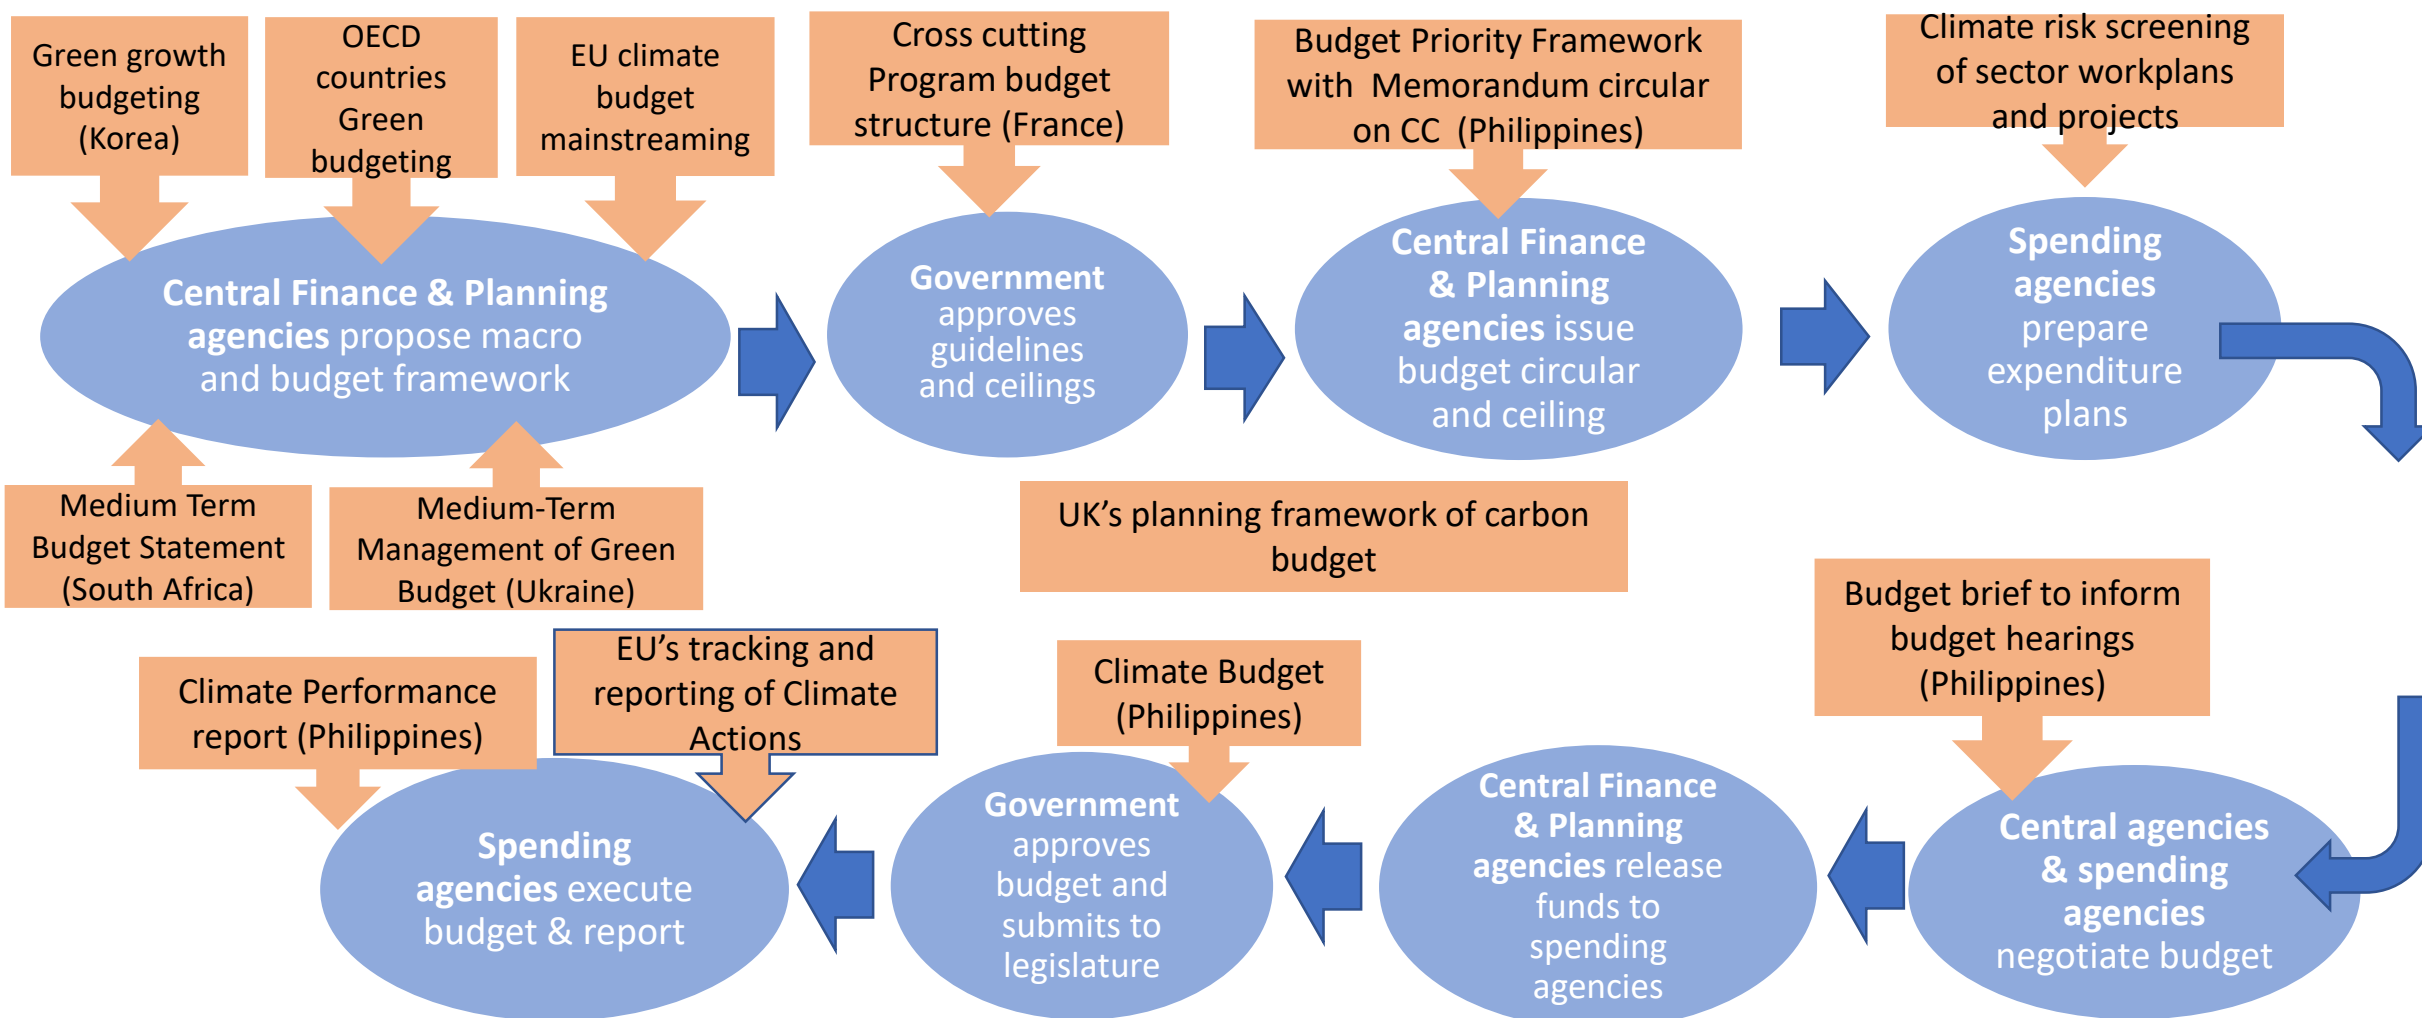 Green growth
budgeting
(Korea)
OECD
countries
Green
budgeting
EU climate
budget
mainstreaming
Cross cutting
Program budget
structure (France)
Budget Priority Framework
with Memorandum circular
on CC (Philippines)
Climate risk screening
of sector workplans
and projects
Central Finance & Planning
agencies propose macro
and budget framework
Government
approves
guidelines
and ceilings
Central Finance
& Planning
agencies issue
budget circular
and ceiling
Spending
agencies
prepare
expenditure
plans
Medium Term
Budget Statement
(South Africa)
Medium-Term
Management of Green
Budget (Ukraine)
UK’s planning framework of carbon
budget
Budget brief to inform
budget hearings
(Philippines)
Climate Performance
report (Philippines)
EU’s tracking and
reporting of Climate
Actions
Climate Budget
(Philippines)
Spending
agencies execute
budget & report
Government
approves
budget and
submits to
legislature
Central Finance
& Planning
agencies release
funds to
spending
agencies
Central agencies
& spending
agencies
negotiate budget